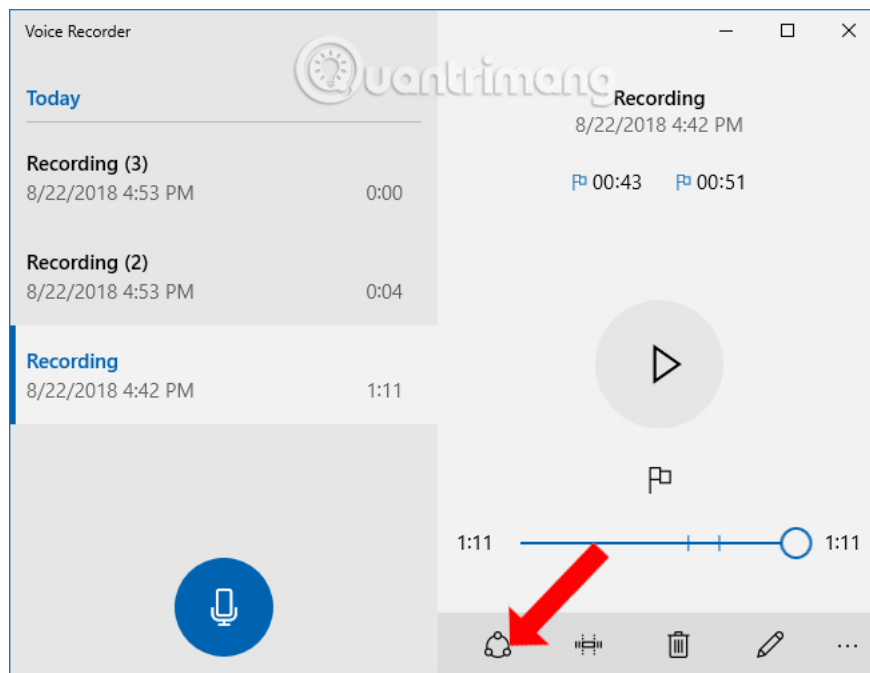 Voice Recorder
Quantrimang
Today
Recording (3)
8/22/2018 4:53 PM 0:00
Recording (2)
8/22/2018 4:53 PM 0:04
Recording
8/22/2018 4:42 PM 1:11
Recording
8/22/2018 4:42 PM
00:43 00:51
1:11 1:11